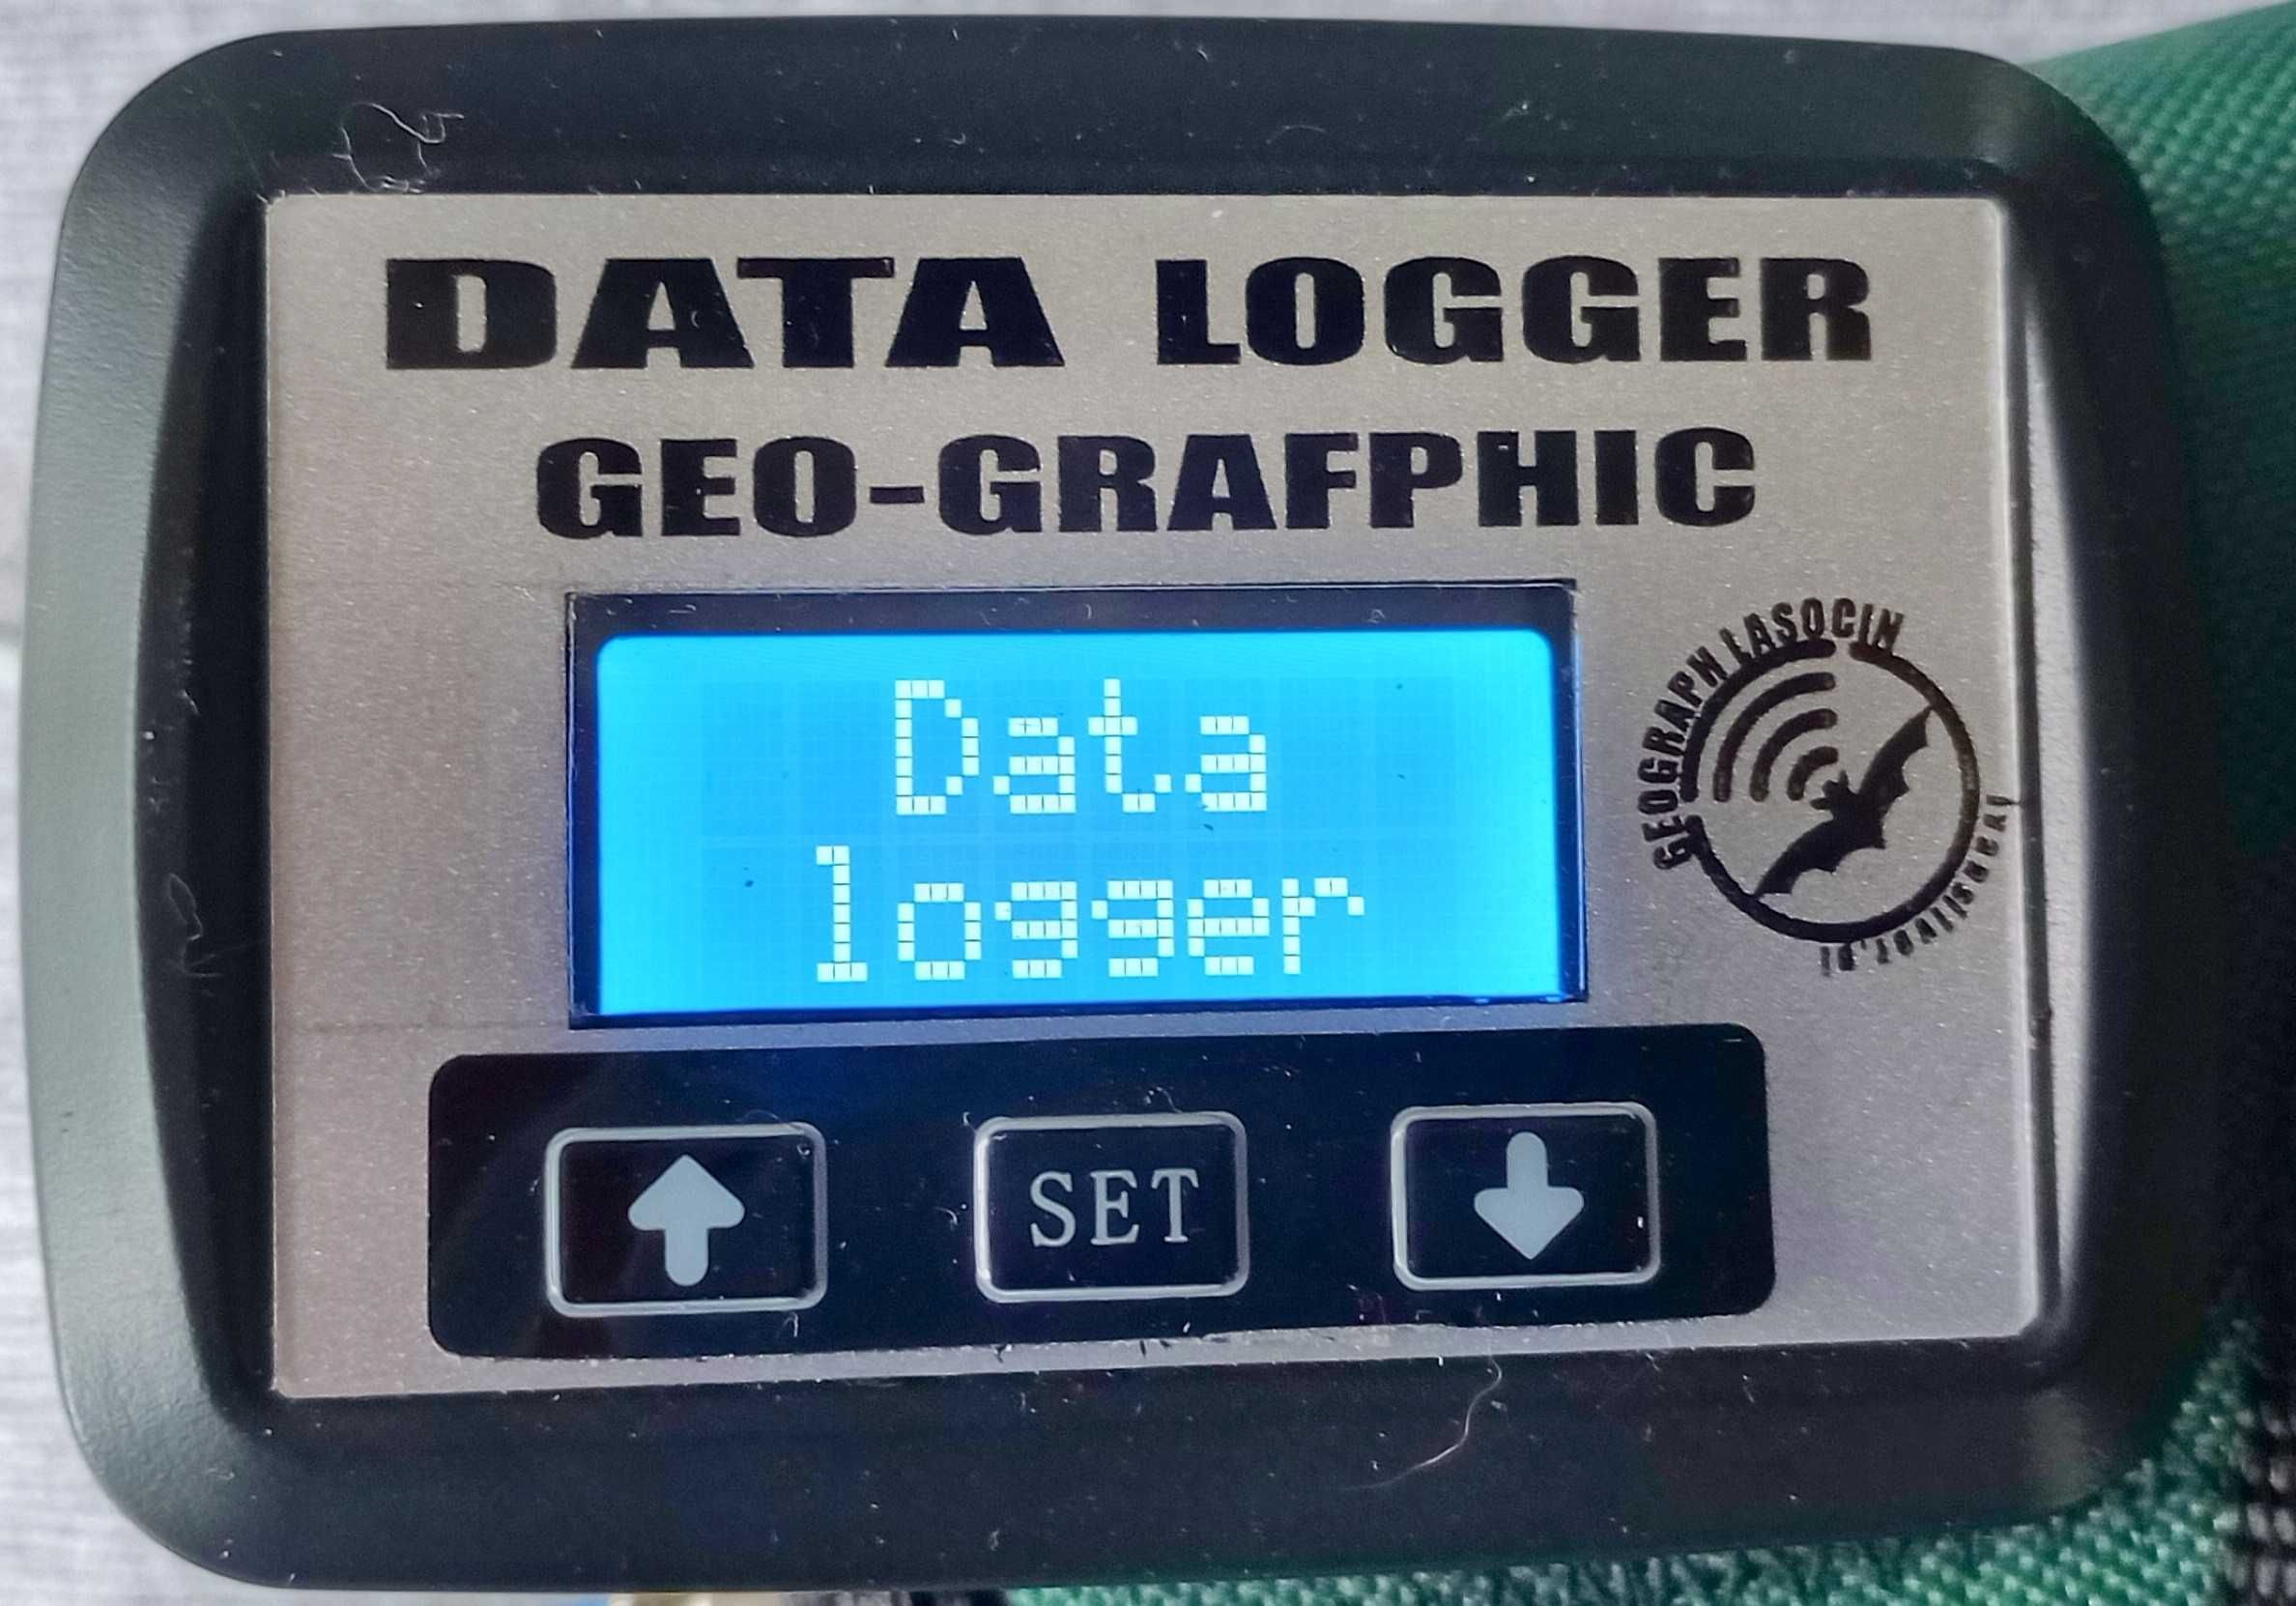 DATA LOGGER
GEO-GRAFPHIC
GEOGRAPH LASOCIN
Data
logger
SET